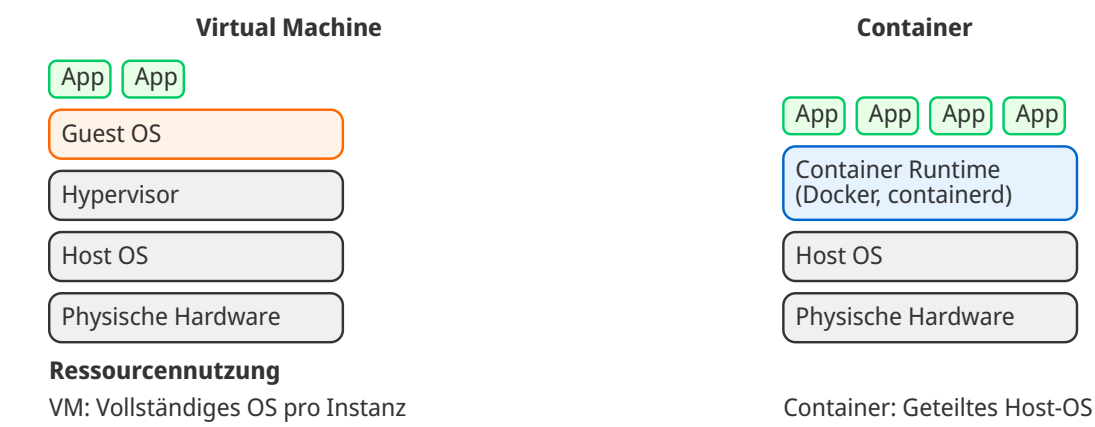 Virtual Machine
App App
Guest OS
Hypervisor
Host OS
Physische Hardware
Ressourcennutzung
VM: Vollständiges OS pro Instanz
Container
App App App App
Container Runtime
(Docker, containerd)
Host OS
Physische Hardware
Container: Geteiltes Host-OS